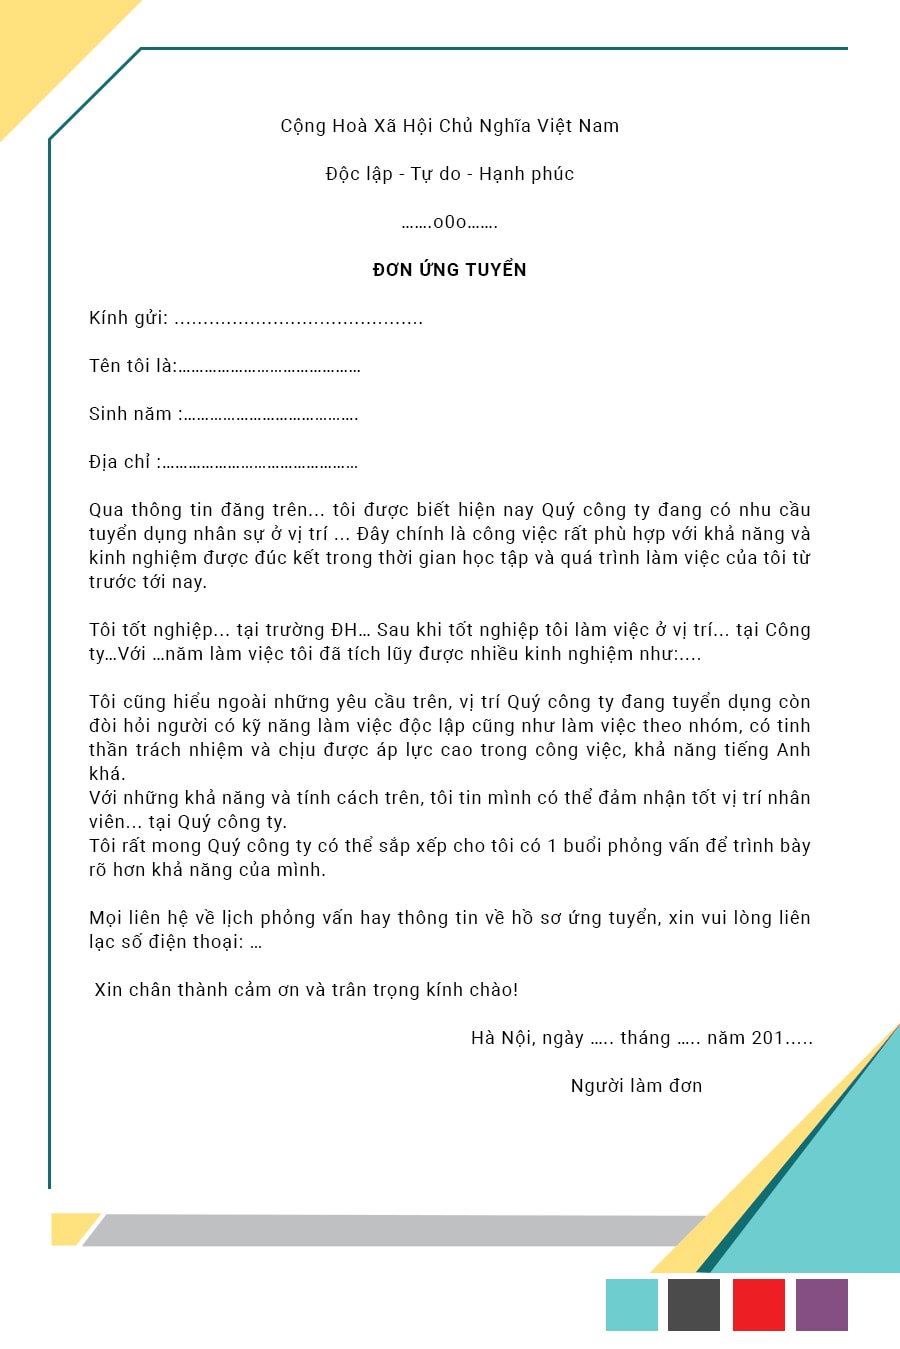 Cộng Hoà Xã Hội Chủ Nghĩa Việt Nam
Độc lập - Tự do - Hạnh phúc
…….o0o…….
ĐƠN ỨNG TUYỂN
Kính gửi: ...........................................
Tên tôi là:……………………………………
Sinh năm :………………………………….
Địa chỉ :………………………………………
Qua thông tin đăng trên... tôi được biết hiện nay Quý công ty đang có nhu cầu
tuyển dụng nhân sự ở vị trí ... Đây chính là công việc rất phù hợp với khả năng và
kinh nghiệm được đúc kết trong thời gian học tập và quá trình làm việc của tôi từ
trước tới nay.
Tôi tốt nghiệp... tại trường ĐH… Sau khi tốt nghiệp tôi làm việc ở vị trí... tại Công
ty…Với …năm làm việc tôi đã tích lũy được nhiều kinh nghiệm như:....
Tôi cũng hiểu ngoài những yêu cầu trên, vị trí Quý công ty đang tuyển dụng còn
đòi hỏi người có kỹ năng làm việc độc lập cũng như làm việc theo nhóm, có tinh
thần trách nhiệm và chịu được áp lực cao trong công việc, khả năng tiếng Anh
khá.
Với những khả năng và tính cách trên, tôi tin mình có thể đảm nhận tốt vị trí nhân
viên... tại Quý công ty.
Tôi rất mong Quý công ty có thể sắp xếp cho tôi có 1 buổi phỏng vấn để trình bày
rõ hơn khả năng của mình.
Mọi liên hệ về lịch phỏng vấn hay thông tin về hồ sơ ứng tuyển, xin vui lòng liên
lạc số điện thoại: …
Xin chân thành cảm ơn và trân trọng kính chào!
Hà Nội, ngày ….. tháng ….. năm 201.....
Người làm đơn